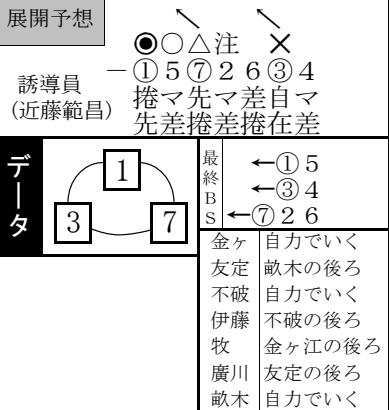 展開予想
◉○△注 ×
誘導員
(近藤範昌)
－①５⑦２６③４
捲マ先マ差自マ
先差捲差捲在差
データ
1
3 7
最終BS
←①５
←③４
←⑦２６
金ヶ 自力でいく
友定 畝木の後ろ
不破 自力でいく
伊藤 不破の後ろ
牧 金ヶ江の後ろ
廣川 友定の後ろ
畝木 自力でいく